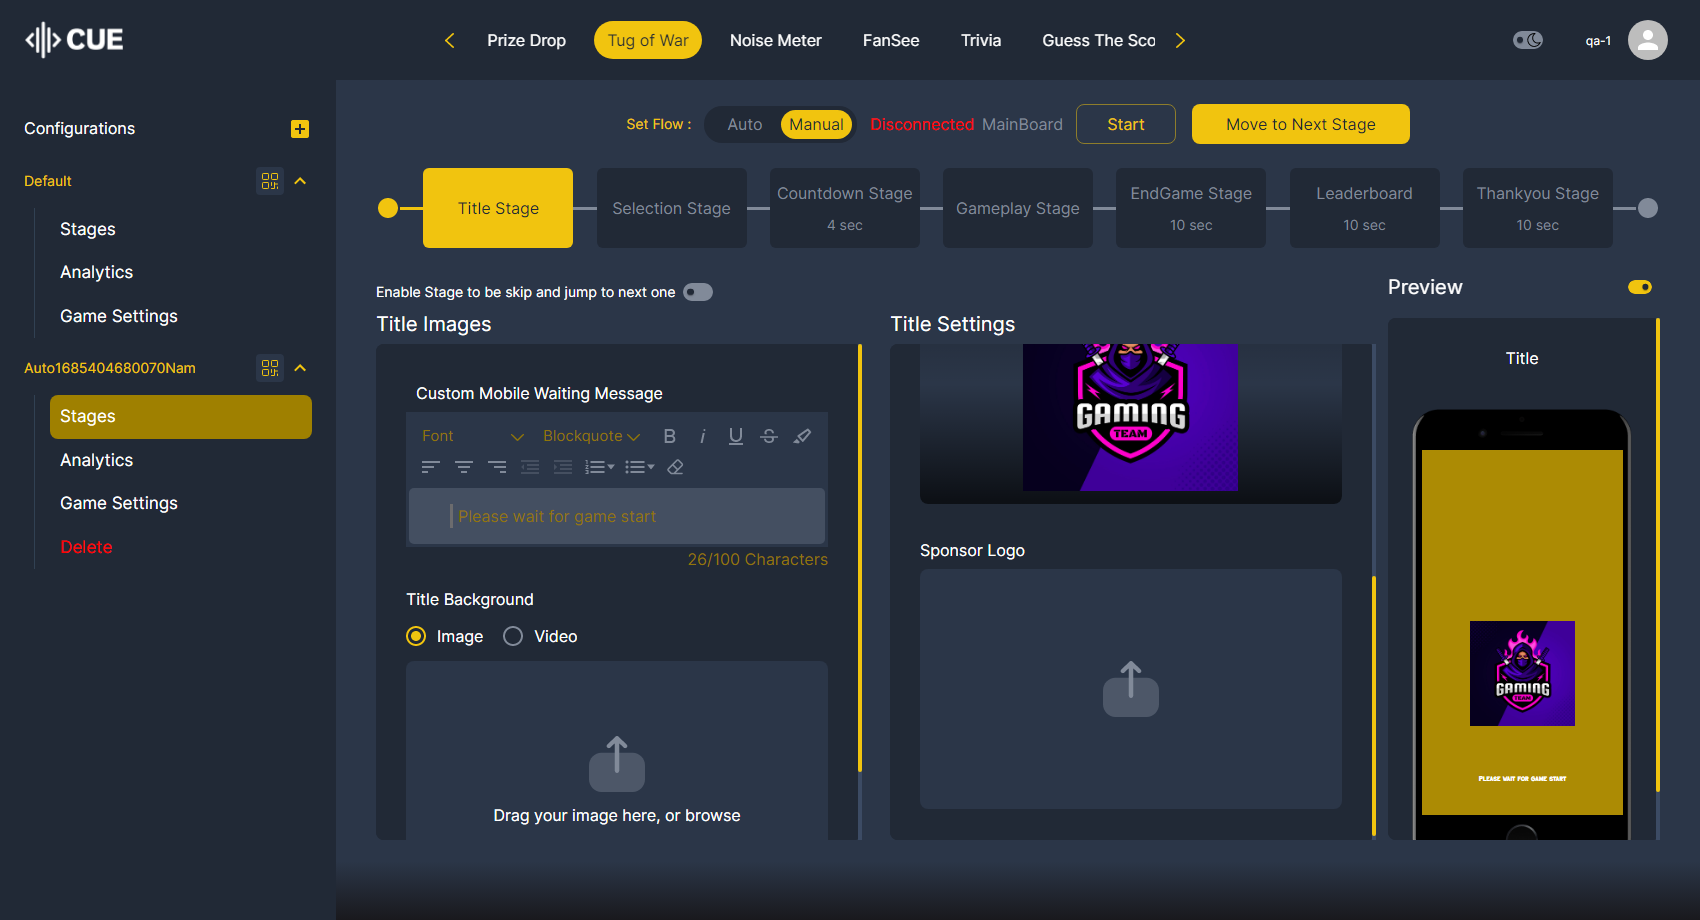 CUE
Prize Drop
Tug of War
Noise Meter
FanSee
Trivia
Guess The Sco
qa-1
Configurations
Default
Stages
Analytics
Game Settings
Auto1685404680070Nam
Stages
Analytics
Game Settings
Delete
Set Flow :
Auto
Manual
Disconnected MainBoard
Start
Move to Next Stage
Title Stage
Selection Stage
Countdown Stage
4 sec
Gameplay Stage
EndGame Stage
10 sec
Leaderboard
10 sec
Thankyou Stage
10 sec
Enable Stage to be skip and jump to next one
Title Images
Custom Mobile Waiting Message
Font
Blockquote
B i U S
Please wait for game start
26/100 Characters
Title Background
Image
Video
Drag your image here, or browse
Title Settings
GAMING
TEAM
Sponsor Logo
Preview
Title
GAMING
TEAM
PLEASE WAIT FOR GAME START